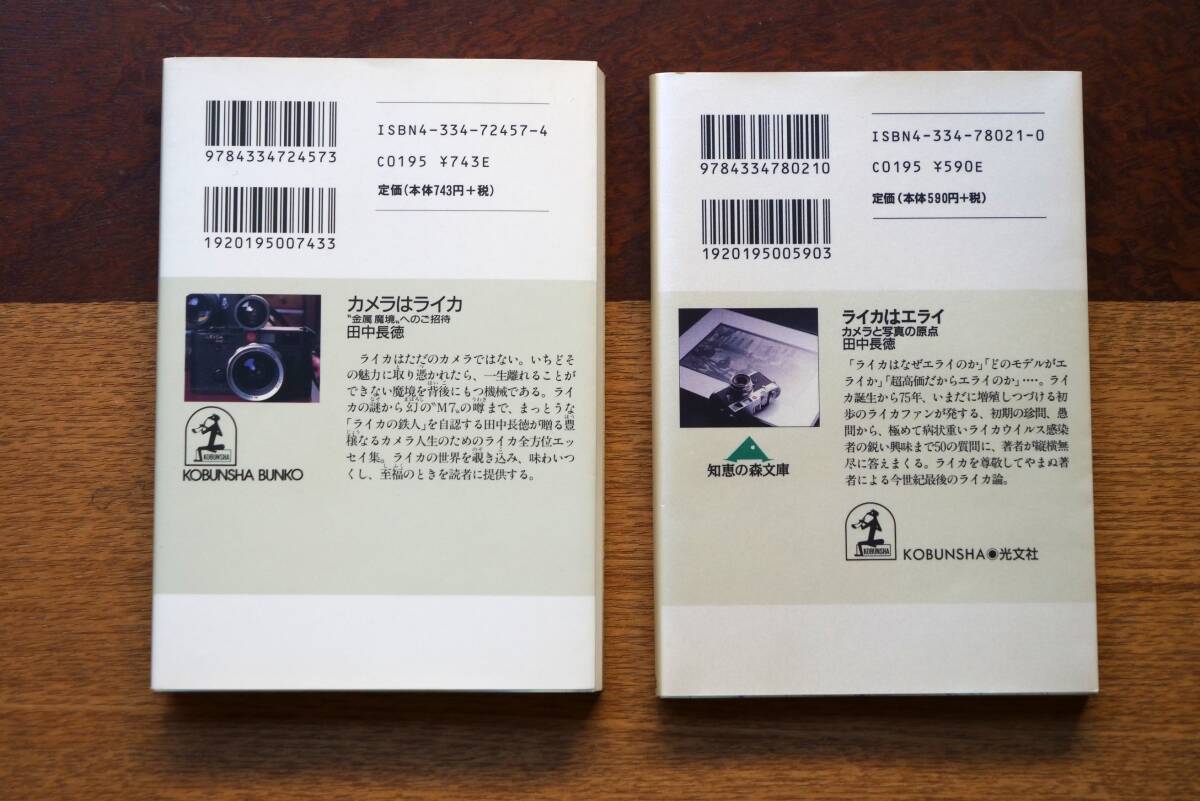 ISBN4-334-72457-4
9784334724573
C0195 ¥743E
定価(本体743円+税)
1920195007433
カメラはライカ
〝金属魔境〟へのご招待
田中長徳
ライカはただのカメラではない。いちどそ
の魅力に取り憑かれたら、一生離れることが
できない魔境を背後にもつ機械である。ライ
カの謎から幻の〝M7〟の噂まで、まっとうな
「ライカの鉄人」を自認する田中長徳が贈る豊
穣なるカメラ人生のためのライカ全方位エッ
セイ集。ライカの世界を覗き込み、味わいつ
くし、至福のときを読者に提供する。
KOBUNSHA
KOBUNSHA BUNKO
ISBN4-334-78021-0
9784334780210
C0195 ¥590E
定価(本体590円+税)
1920195005903
ライカはエライ
カメラと写真の原点
田中長徳
「ライカはなぜエライのか」「どのモデルがエ
ライか」「超高価だからエライのか」‥‥。ライ
カ誕生から75年、いまだに増殖しつづける初
歩のライカファンが発する、初期の珍問、愚
問から、極めて病状重いライカウイルス感染
者の鋭い興味まで50の質問に、著者が縦横無
尽に答えまくる。ライカを尊敬してやまぬ著
者による今世紀最後のライカ論。
知恵の森文庫
KOBUNSHA
KOBUNSHA◉光文社